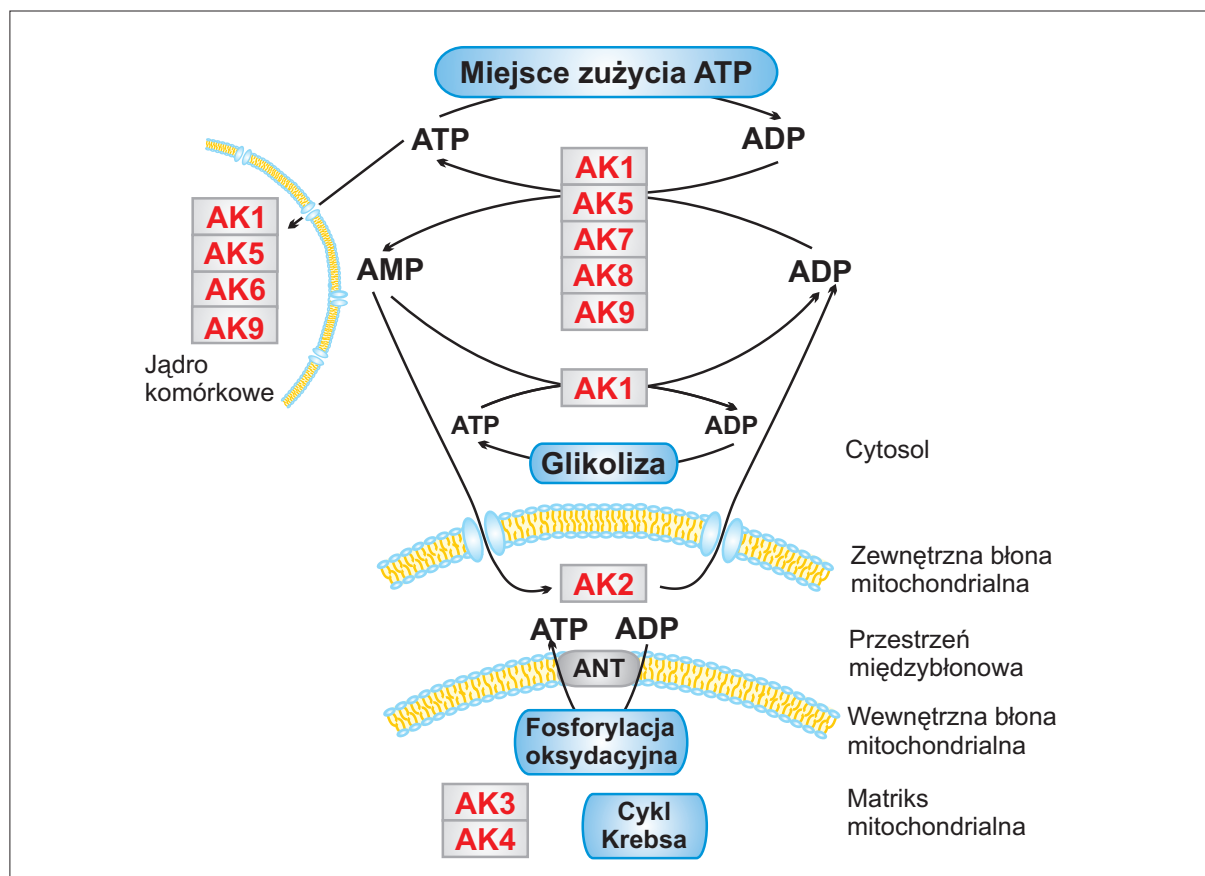 Miejsce zużycia ATP
ATP
ADP
AK1
AK5
AK7
AK8
AK9
AK1
AK5
AK6
AK9
Jądro
komórkowe
AMP
ADP
AK1
ATP
ADP
Glikoliza
Cytosol
Zewnętrzna błona
mitochondrialna
AK2
ATP
ADP
Przestrzeń
międzybłonowa
ANT
Wewnętrzna błona
mitochondrialna
Fosforylacja
oksydacyjna
AK3
AK4
Cykl
Krebsa
Matriks
mitochondrialna